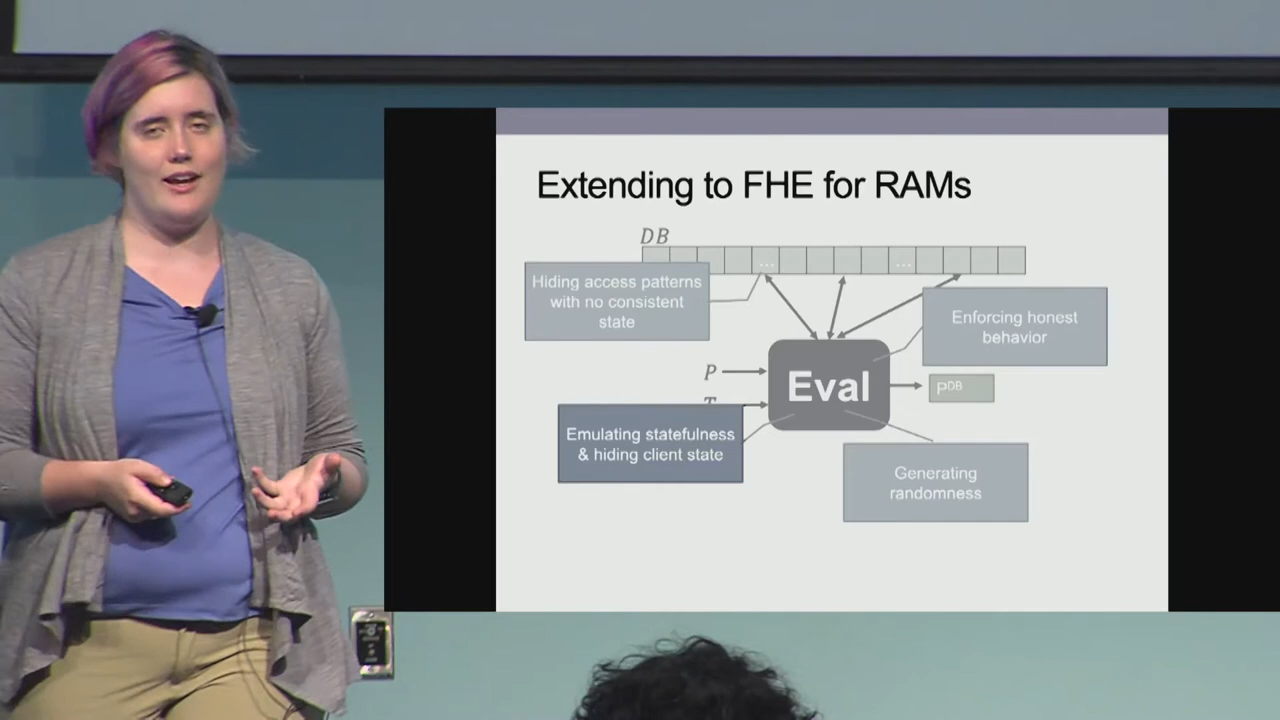 Extending to FHE for RAMs
DB
...
...
Hiding access patterns
with no consistent
state
Enforcing honest
behavior
P
Eval
PDB
T
Emulating statefulness
& hiding client state
Generating
randomness